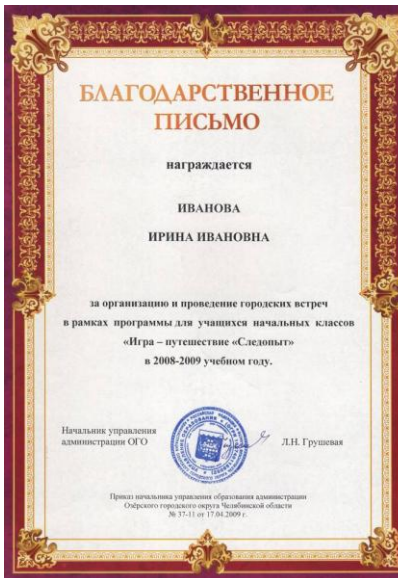 БЛАГОДАРСТВЕННОЕ
ПИСЬМО
награждается
ИВАНОВА
ИРИНА ИВАНОВНА
за организацию и проведение городских встреч
в рамках программы для учащихся начальных классов
«Игра – путешествие «Следопыт»
в 2008-2009 учебном году.
Начальник управления
администрации ОГО
Л.Н. Грушевая
Приказ начальника управления образования администрации
Озёрского городского округа Челябинской области
№ 37-11 от 17.04.2009 г.